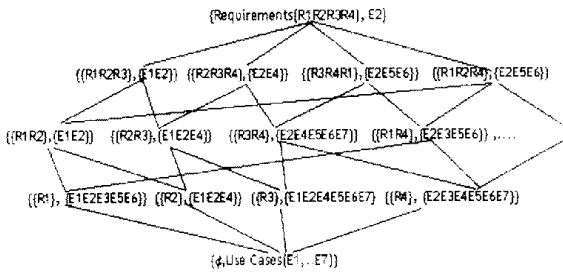 {Requirements{R1R2R3R4}, E2}
{{R1R2R3},{E1E2}} {{R2R3R4},{E2E4}} {{R3R4R1},{E2E5E6}} {{R1R2R4},{E2E5E6}}
{{R1R2},{E1E2}} {{R2R3},{E1E2E4}} {{R3R4},{E2E4E5E6E7}} {{R1R4},{E2E3E5E6}} ,....
{{R1}, {E1E2E3E5E6}} {{R2},{E1E2E4}} {{R3},{E1E2E4E5E6E7} {{R4}, {E2E3E4E5E6E7}}
{¢,Use Cases{E1,..E7}}